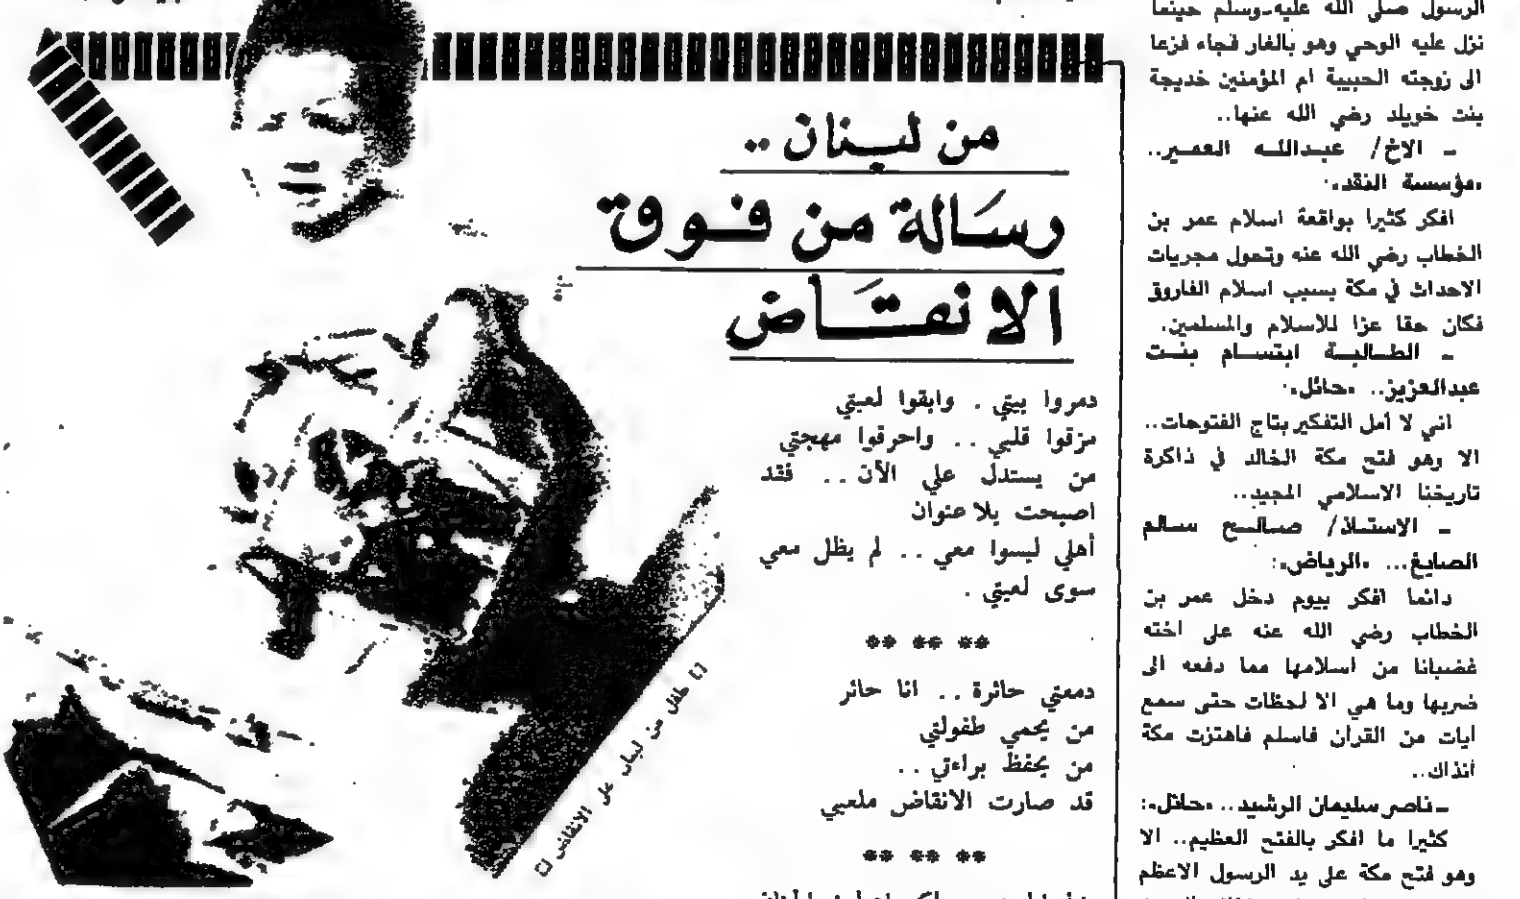 الرسول صلى الله عليه وسلم حينما
نزل عليه الوحي وهو بالغار فجاء فزعا
الى زوجته الحبيبة ام المؤمنين خديجة
بنت خويلد رضي الله عنها..
ـ الاخ/ عبدالله العمير..
«مؤسسة النقد».
افكر كثيرا بواقعة اسلام عمر بن
الخطاب رضي الله عنه وتحول مجريات
الاحداث في مكة بسبب اسلام الفاروق
فكان حقا عزا للاسلام والمسلمين.
ـ الطالبة ابتسام بنت
عبدالعزيز.. «حائل».
اني لا أمل التفكير بتاج الفتوحات..
الا وهو فتح مكة الخالد في ذاكرة
تاريخنا الاسلامي المجيد..
ـ الاستاذ/ صالح سالم
الصايغ... «الرياض»:
دائما افكر بيوم دخل عمر بن
الخطاب رضي الله عنه على اخته
غضبانا من اسلامها مما دفعه الى
ضربها وما هي الا لحظات حتى سمع
ايات من القران فاسلم فاهتزت مكة
انذاك..
ـ ناصر سليمان الرشيد.. «حائل»:
كثيرا ما افكر بالفتح العظيم.. الا
وهو فتح مكة على يد الرسول الاعظم
من لبنان ..
رسالة من فوق
الانقاض
دمروا بيتي . وابقوا لعبتي
مزقوا قلبي .. واحرقوا مهجتي
من يستدل علي الآن .. فقد
اصبحت بلا عنوان
أهلي ليسوا معي .. لم يظل معي
سوى لعبتي .
** ** **
دمعتي حائرة .. انا حائر
من يحمي طفولتي
من يحفظ براءتي ..
قد صارت الانقاض ملعبي
** ** **
□ طفل من لبنان على الانقاض □